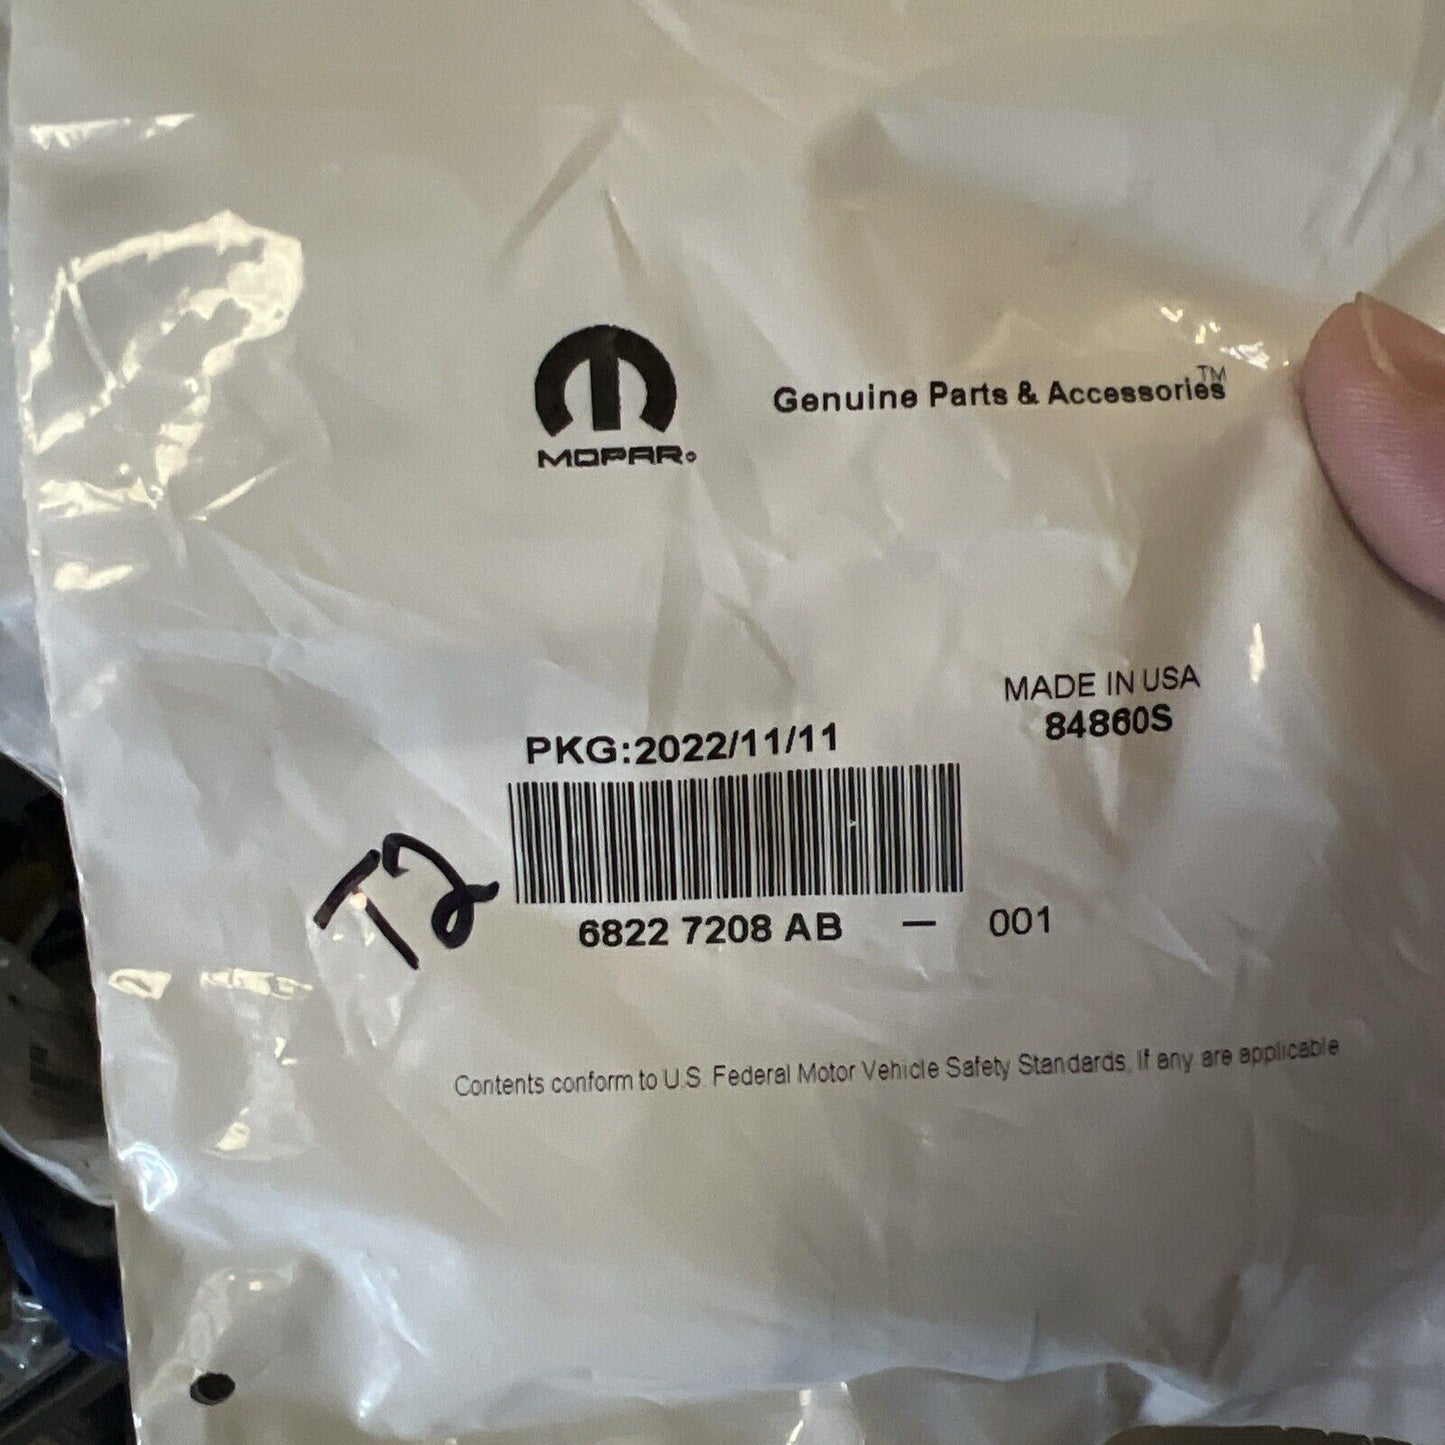 MOPAR
Genuine Parts & Accessories™
MADE IN USA
84860S
PKG:2022/11/11
T2
6822 7208 AB — 001
Contents conform to U.S. Federal Motor Vehicle Safety Standards, If any are applicable